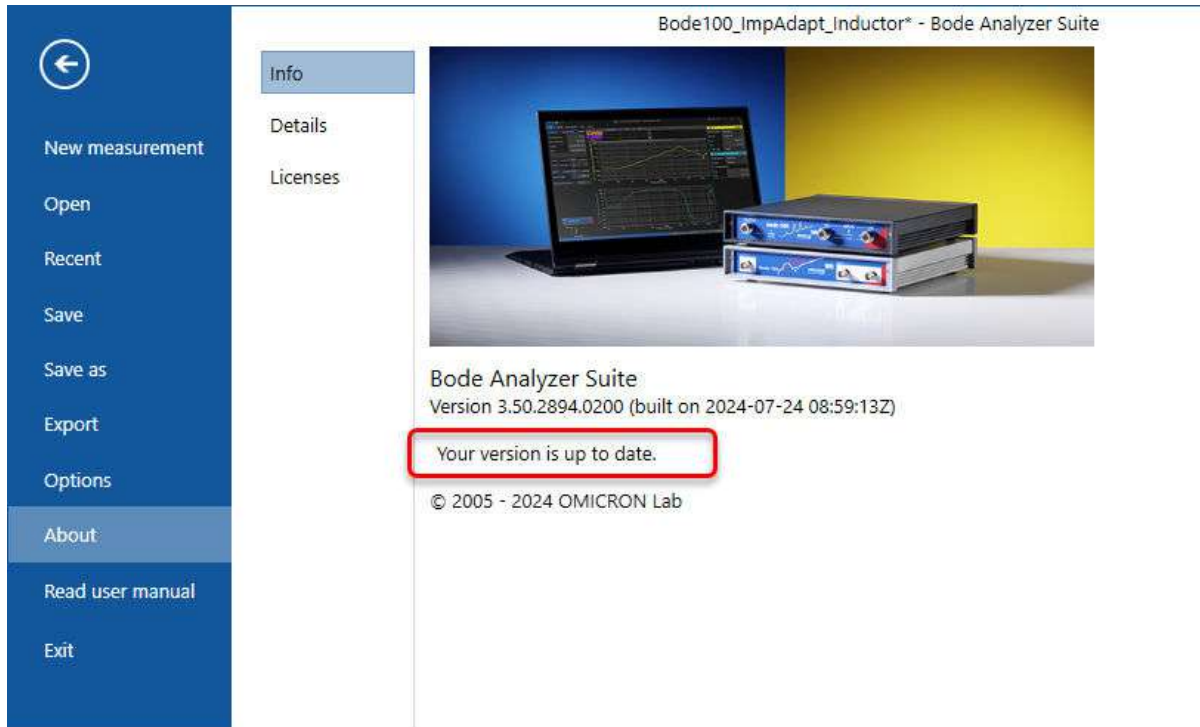 Bode100_ImpAdapt_Inductor* - Bode Analyzer Suite
New measurement
Open
Recent
Save
Save as
Export
Options
About
Read user manual
Exit
Info
Details
Licenses
Bode Analyzer Suite
Version 3.50.2894.0200 (built on 2024-07-24 08:59:13Z)
Your version is up to date.
© 2005 - 2024 OMICRON Lab